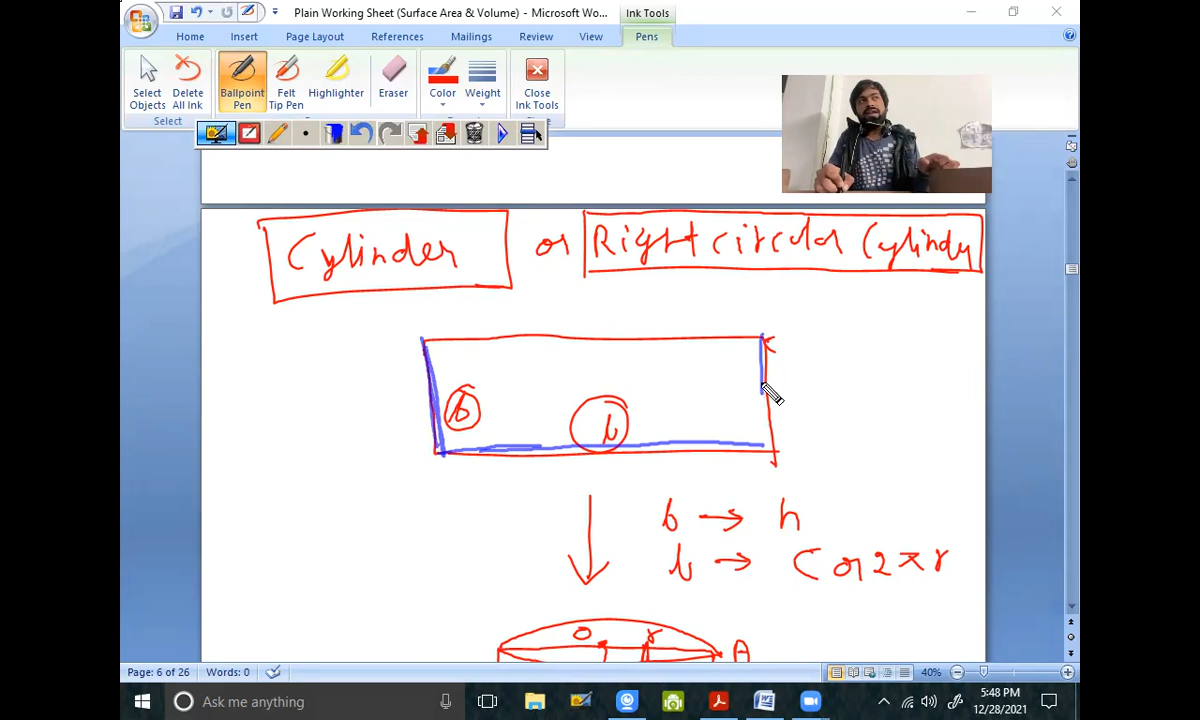 Plain Working Sheet (Surface Area & Volume) - Microsoft Wo...
Ink Tools
Home Insert Page Layout References Mailings Review View Pens
Select Objects
Delete All Ink
Ballpoint Pen
Felt Tip Pen
Highlighter
Eraser
Color
Weight
Close Ink Tools
Select
Close
Cylinder or Right circular Cylinder
b
l
b → h
l → C or 2πr
O r A
Page: 6 of 26 Words: 0 40%
Ask me anything
5:48 PM
12/28/2021